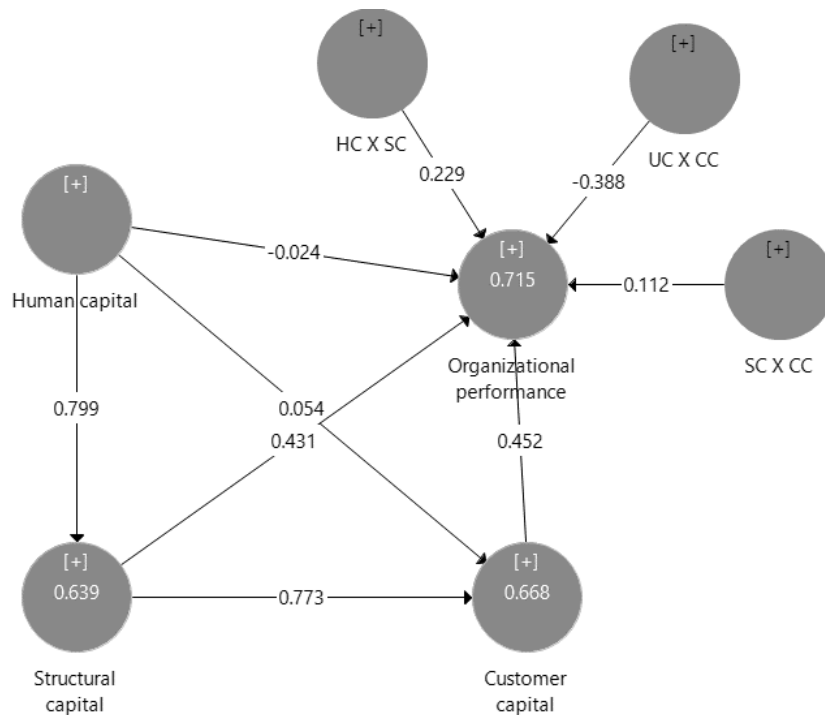 [+]
HC X SC
[+]
UC X CC
0.229
-0.388
[+]
Human capital
-0.024
[+]
0.715
Organizational
performance
0.112
[+]
SC X CC
0.799
0.054
0.431
0.452
[+]
0.639
Structural
capital
0.773
[+]
0.668
Customer
capital